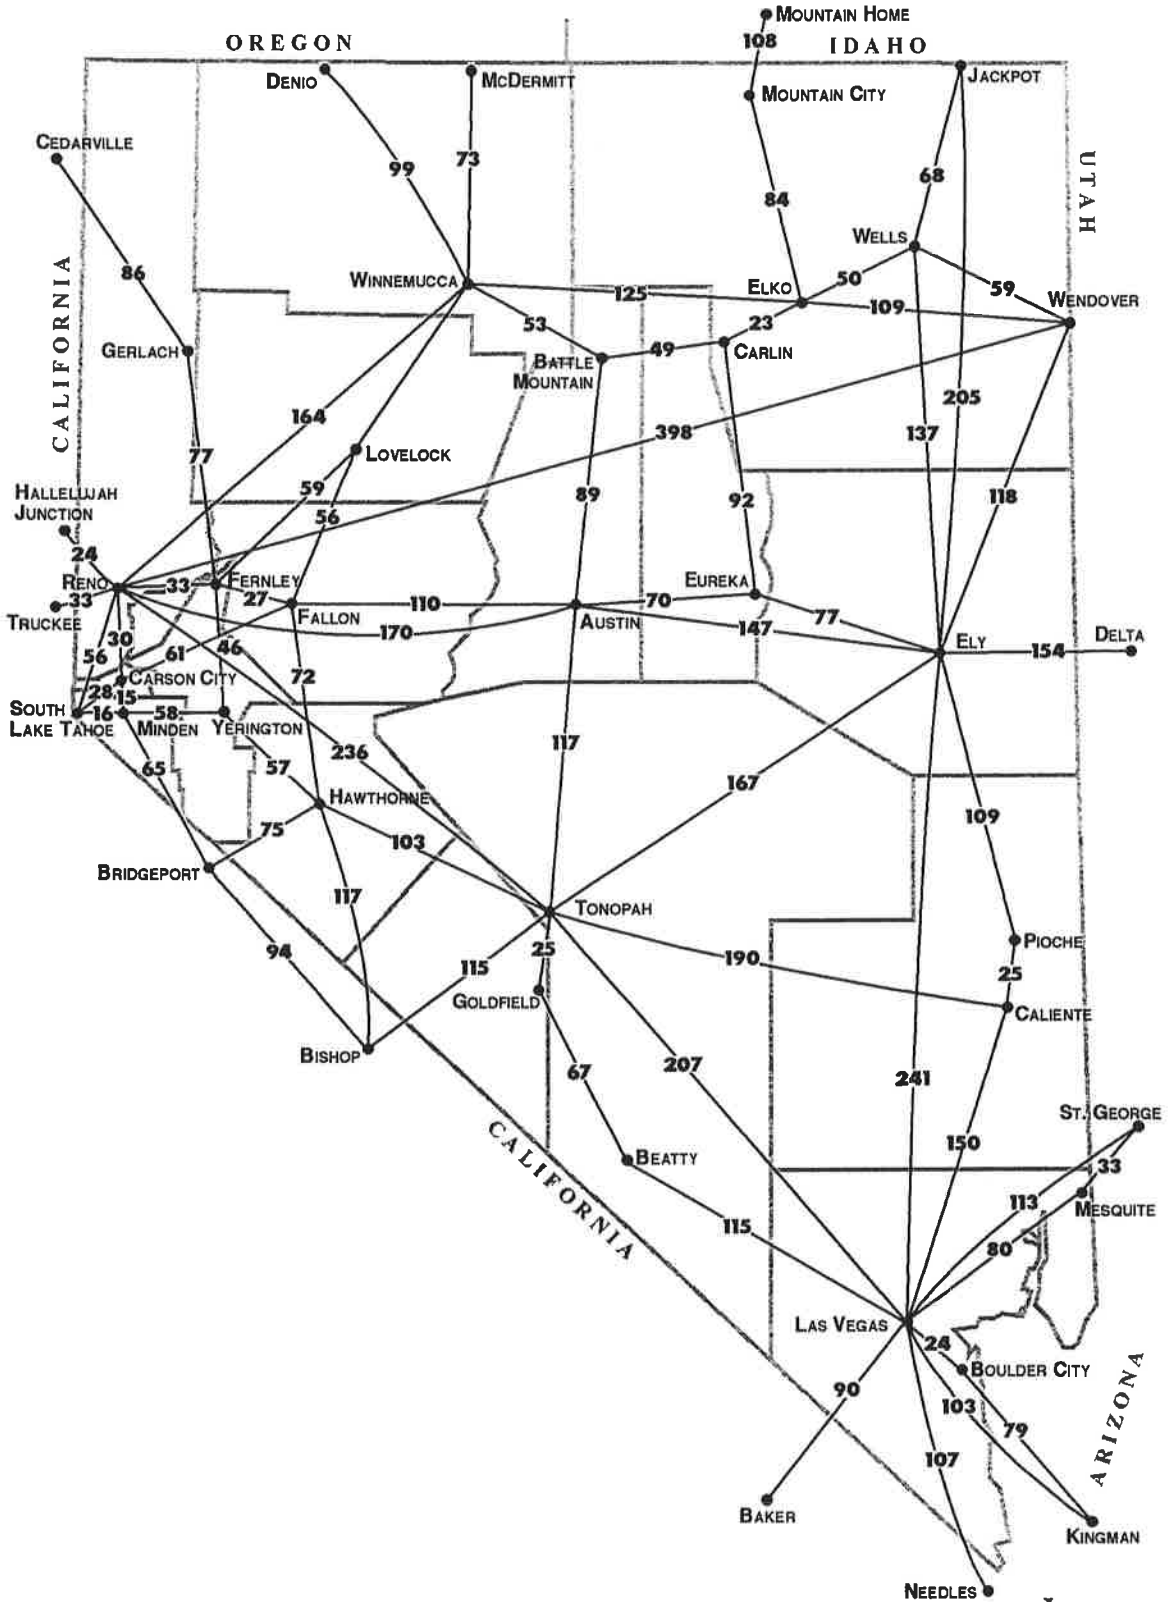 MOUNTAIN HOME
OREGON
108
IDAHO
DENIO
MCDERMITT
JACKPOT
MOUNTAIN CITY
CEDARVILLE
99
73
UTAH
68
84
WELLS
CALIFORNIA
86
WINNEMUCCA
125
ELKO
50
59
WENDOVER
109
53
23
GERLACH
49
CARLIN
BATTLE
MOUNTAIN
205
164
398
137
LOVELOCK
77
HALLELUJAH
JUNCTION
59
89
92
118
56
24
RENO
33
FERNLEY
EUREKA
33
27
110
70
TRUCKEE
FALLON
AUSTIN
77
30
170
147
DELTA
56
61
46
ELY
154
CARSON CITY
72
28
15
SOUTH
LAKE TAHOE
16
MINDEN
58
YERINGTON
236
117
65
57
167
HAWTHORNE
75
103
109
BRIDGEPORT
117
TONOPAH
94
25
190
PIOCHE
115
25
GOLDFIELD
CALIENTE
BISHOP
67
207
241
ST. GEORGE
CALIFORNIA
150
BEATTY
33
113
MESQUITE
115
80
LAS VEGAS
24
BOULDER CITY
90
103
79
ARIZONA
107
BAKER
KINGMAN
NEEDLES